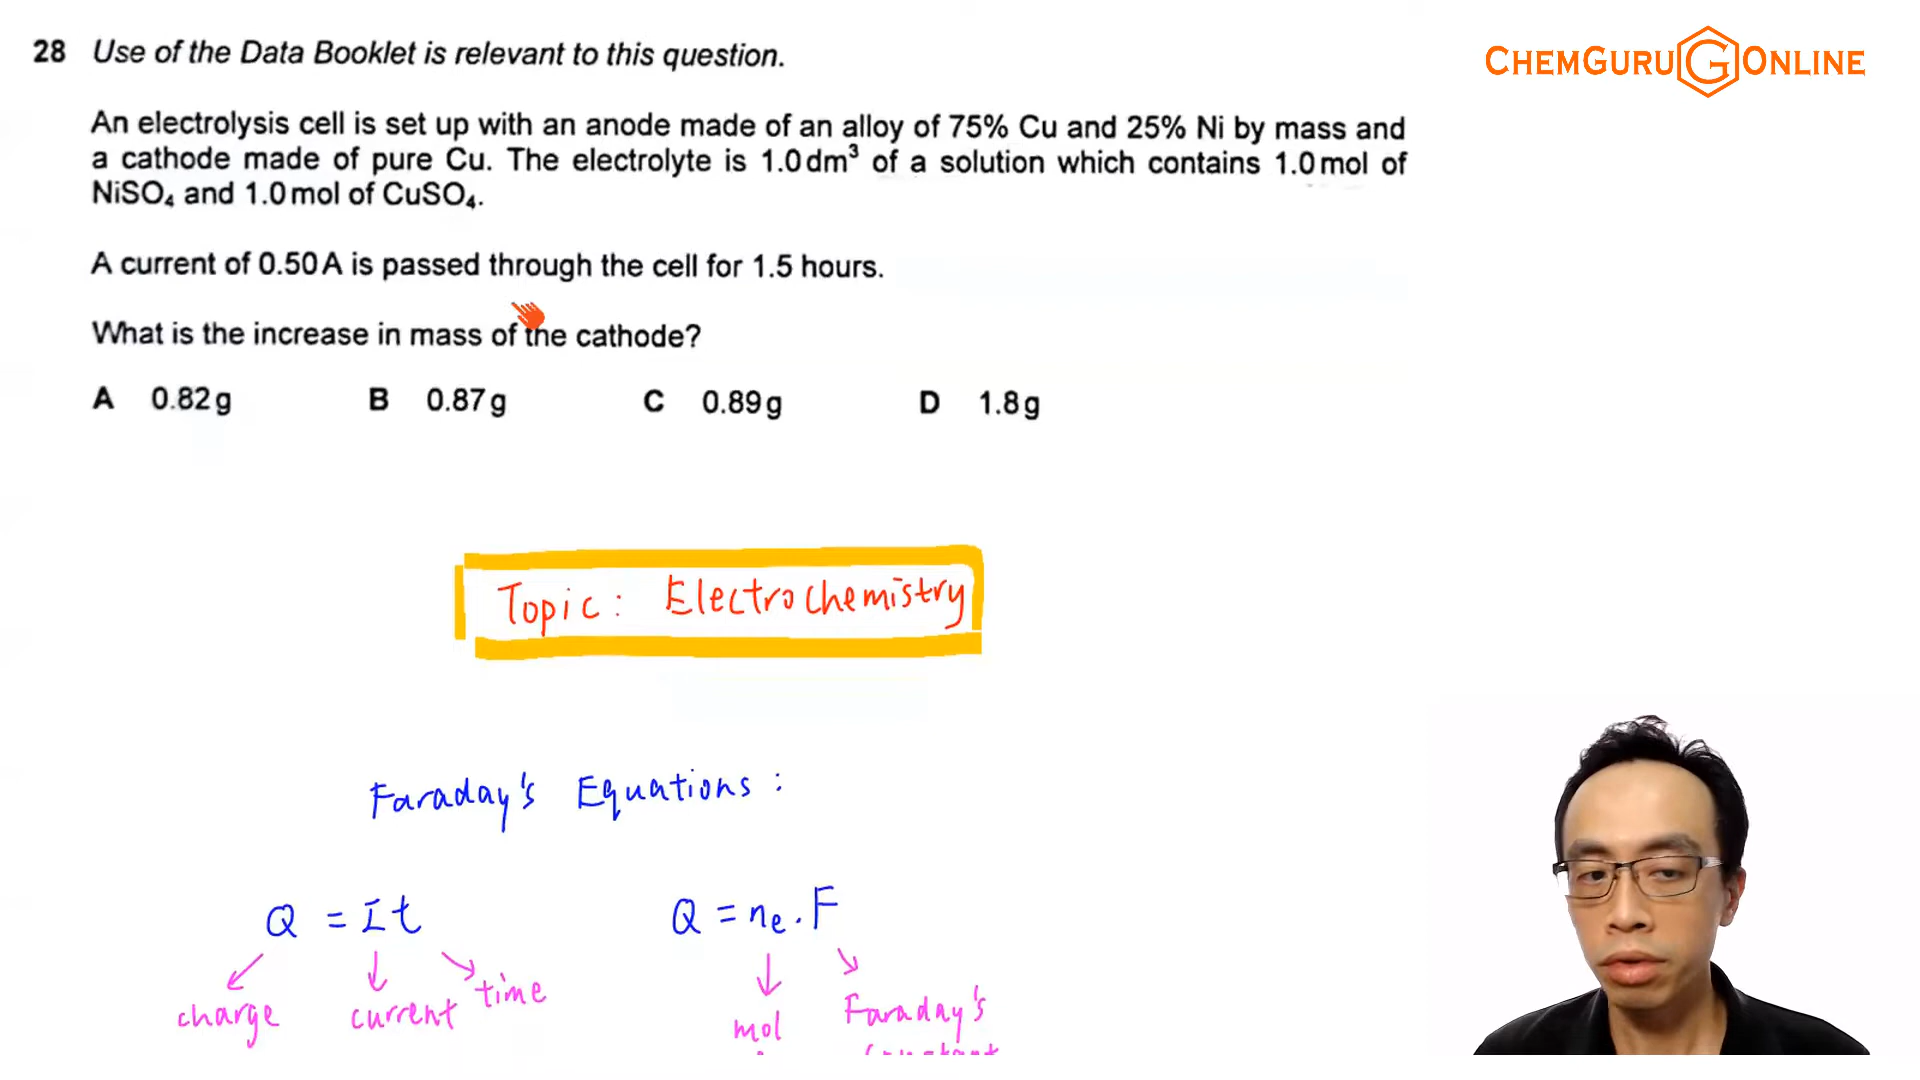 28 Use of the Data Booklet is relevant to this question.
CHEMGURU G ONLINE
An electrolysis cell is set up with an anode made of an alloy of 75% Cu and 25% Ni by mass and
a cathode made of pure Cu. The electrolyte is 1.0 dm³ of a solution which contains 1.0 mol of
NiSO₄ and 1.0 mol of CuSO₄.
A current of 0.50 A is passed through the cell for 1.5 hours.
What is the increase in mass of the cathode?
A 0.82 g B 0.87 g C 0.89 g D 1.8 g
Topic: Electrochemistry
Faraday's Equations:
Q = It Q = nₑ.F
charge current time mol Faraday's
constant